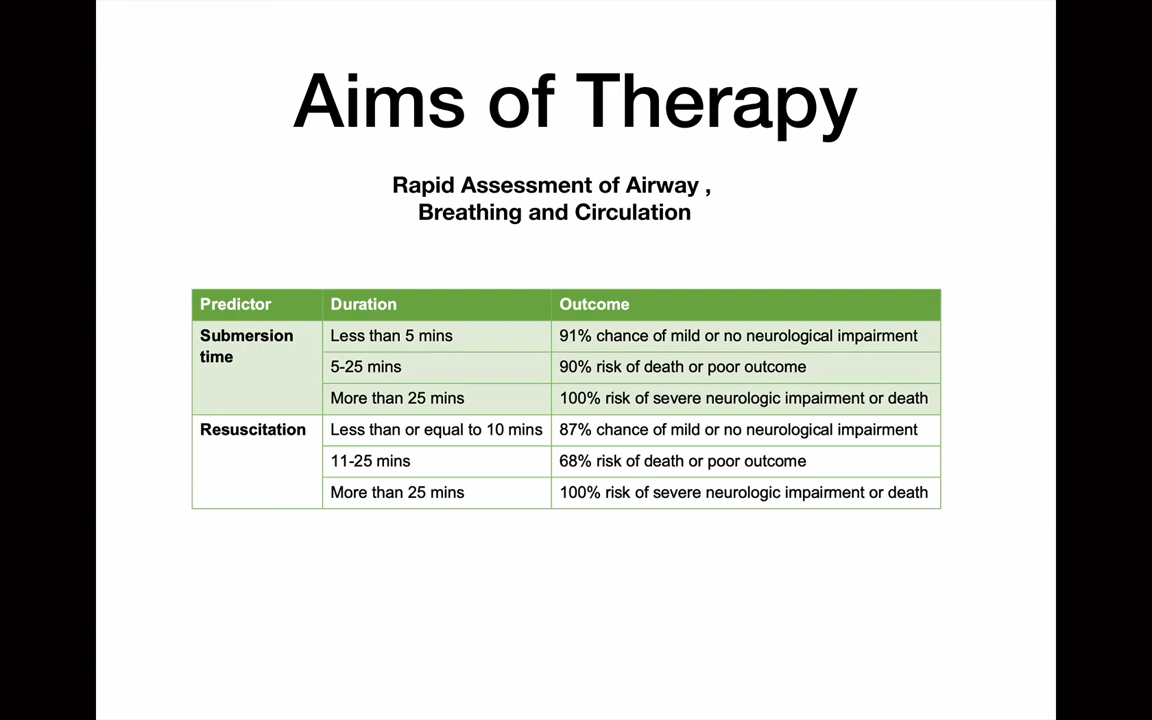 Aims of Therapy
Rapid Assessment of Airway ,
Breathing and Circulation
Predictor Duration Outcome
Submersion time Less than 5 mins 91% chance of mild or no neurological impairment
5-25 mins 90% risk of death or poor outcome
More than 25 mins 100% risk of severe neurologic impairment or death
Resuscitation Less than or equal to 10 mins 87% chance of mild or no neurological impairment
11-25 mins 68% risk of death or poor outcome
More than 25 mins 100% risk of severe neurologic impairment or death